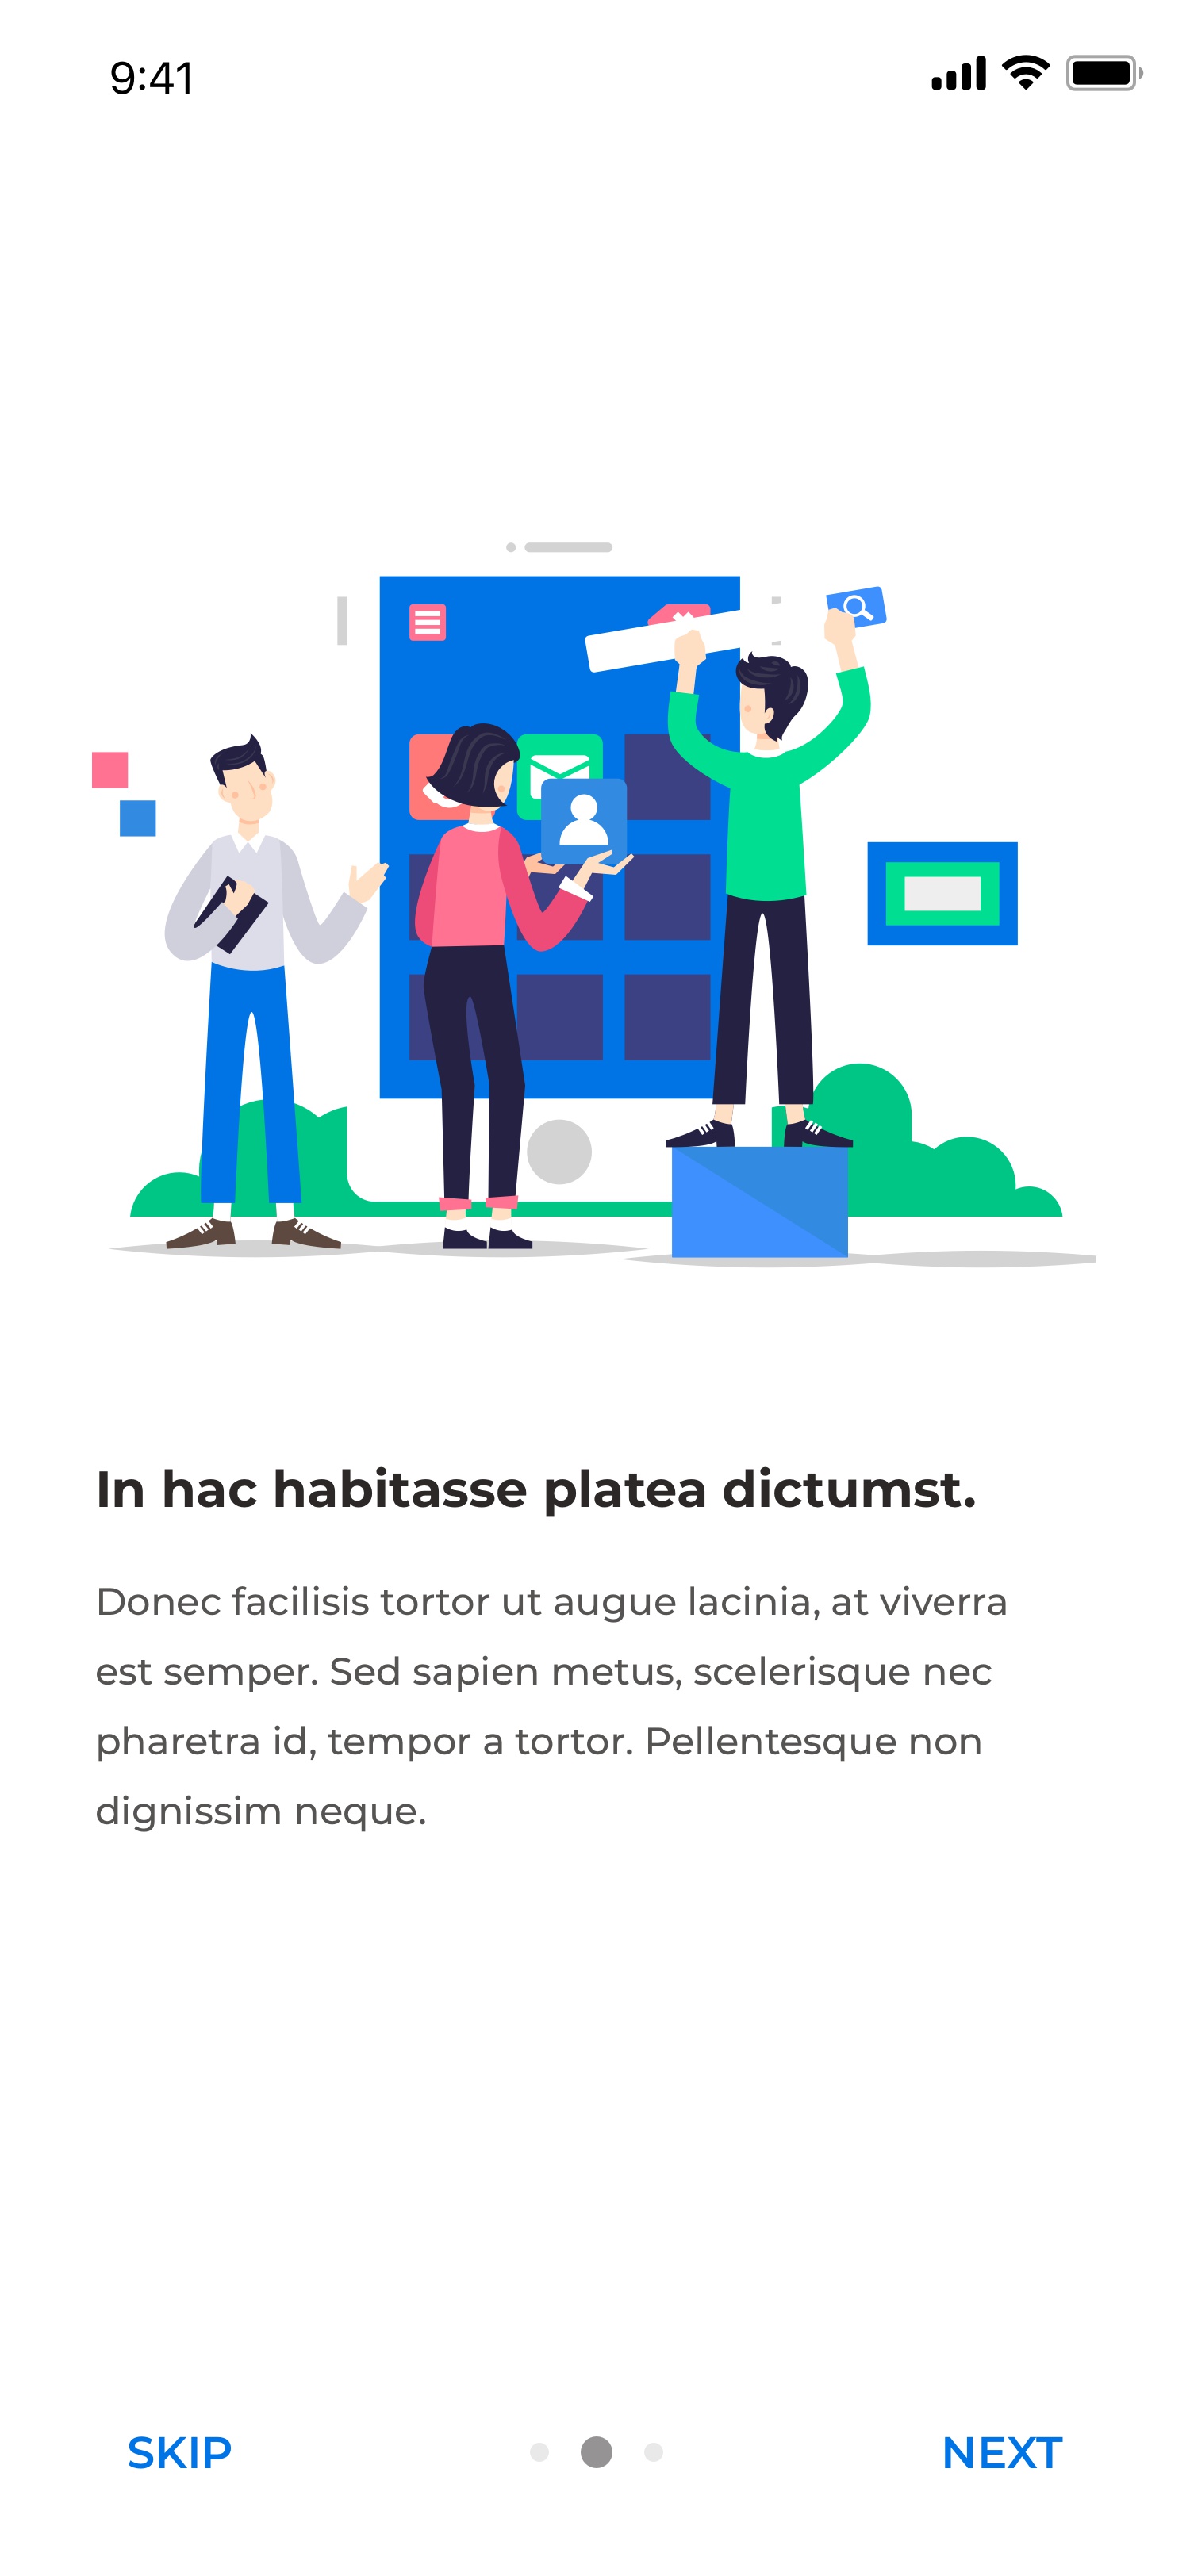 9:41
In hac habitasse platea dictumst.
Donec facilisis tortor ut augue lacinia, at viverra
est semper. Sed sapien metus, scelerisque nec
pharetra id, tempor a tortor. Pellentesque non
dignissim neque.
SKIP
NEXT